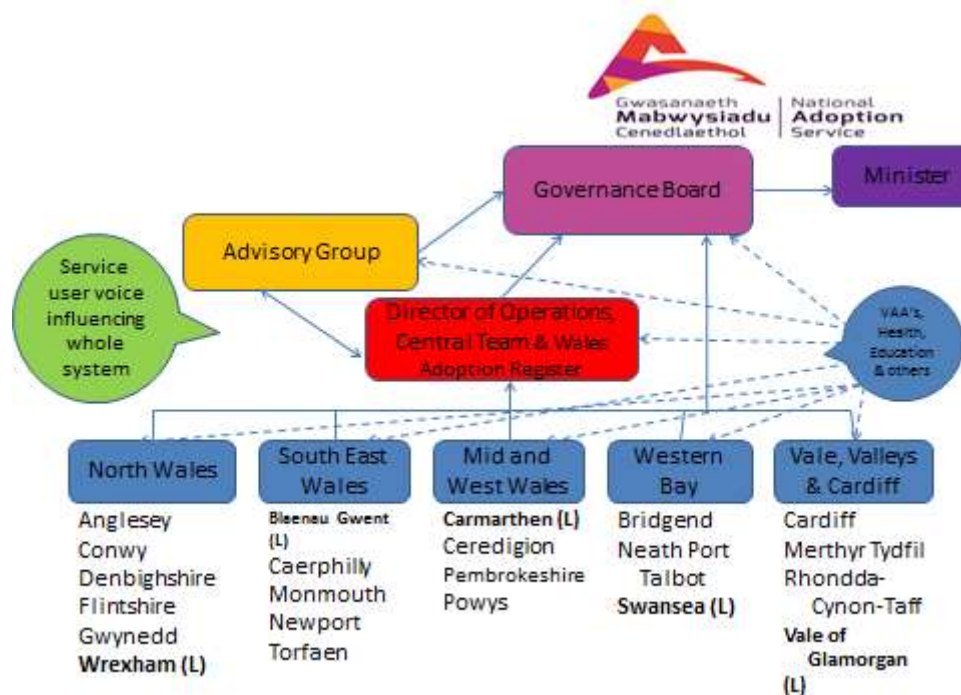 Gwasanaeth
Mabwysiadu
Cenedlaethol
National
Adoption
Service
Governance Board
Minister
Advisory Group
Service
user voice
influencing
whole
system
Director of Operations,
Central Team & Wales
Adoption Register
VAA's,
Health,
Education
& others
North Wales
Anglesey
Conwy
Denbighshire
Flintshire
Gwynedd
Wrexham (L)
South East
Wales
Blaenau Gwent
(L)
Caerphilly
Monmouth
Newport
Torfaen
Mid and
West Wales
Carmarthen (L)
Ceredigion
Pembrokeshire
Powys
Western
Bay
Bridgend
Neath Port
Talbot
Swansea (L)
Vale, Valleys
& Cardiff
Cardiff
Merthyr Tydfil
Rhondda-
Cynon-Taff
Vale of
Glamorgan
(L)